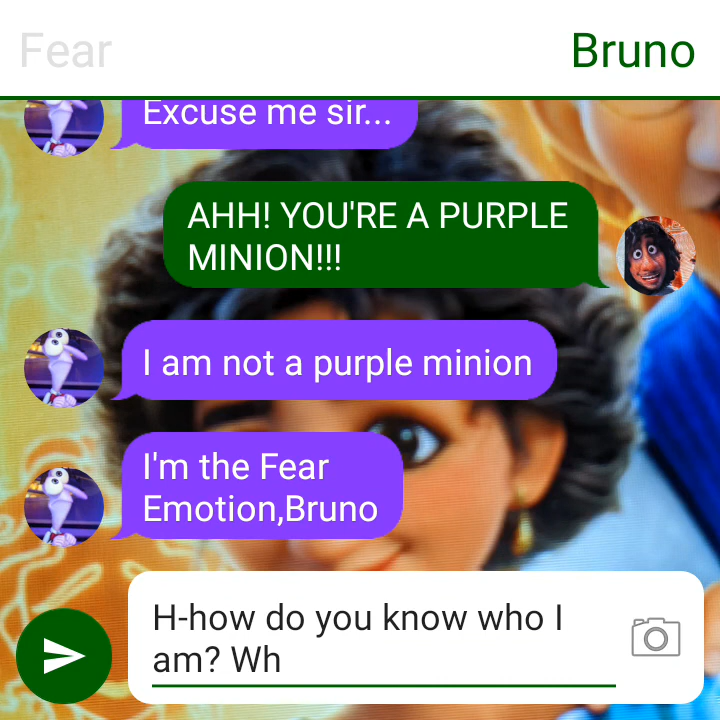 Fear
Bruno
Excuse me sir...
AHH! YOU'RE A PURPLE
MINION!!!
I am not a purple minion
I'm the Fear
Emotion,Bruno
H-how do you know who I
am? Wh